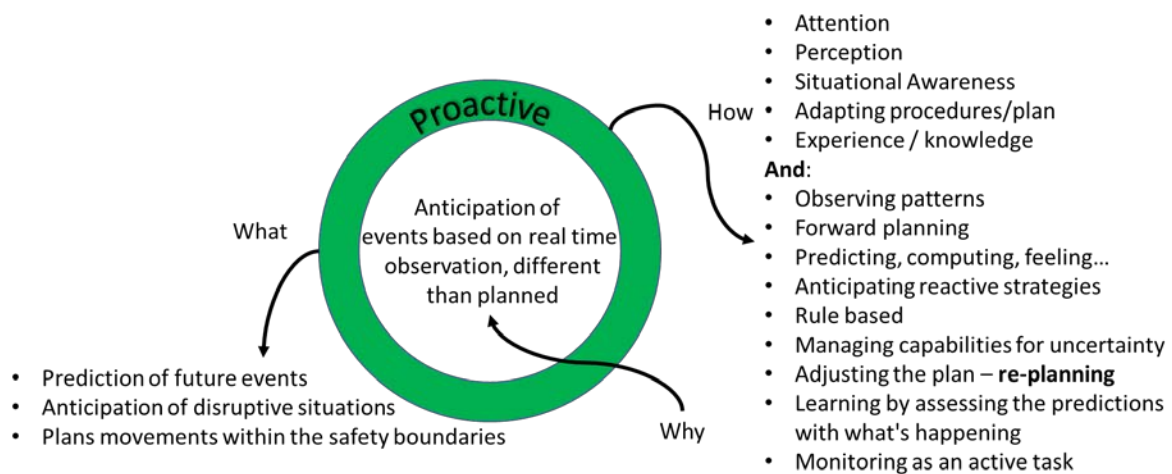 Proactive
Anticipation of
events based on real time
observation, different
than planned
What
• Prediction of future events
• Anticipation of disruptive situations
• Plans movements within the safety boundaries
Why
How
• Attention
• Perception
• Situational Awareness
• Adapting procedures/plan
• Experience / knowledge
And:
• Observing patterns
• Forward planning
• Predicting, computing, feeling...
• Anticipating reactive strategies
• Rule based
• Managing capabilities for uncertainty
• Adjusting the plan – re-planning
• Learning by assessing the predictions
with what's happening
• Monitoring as an active task